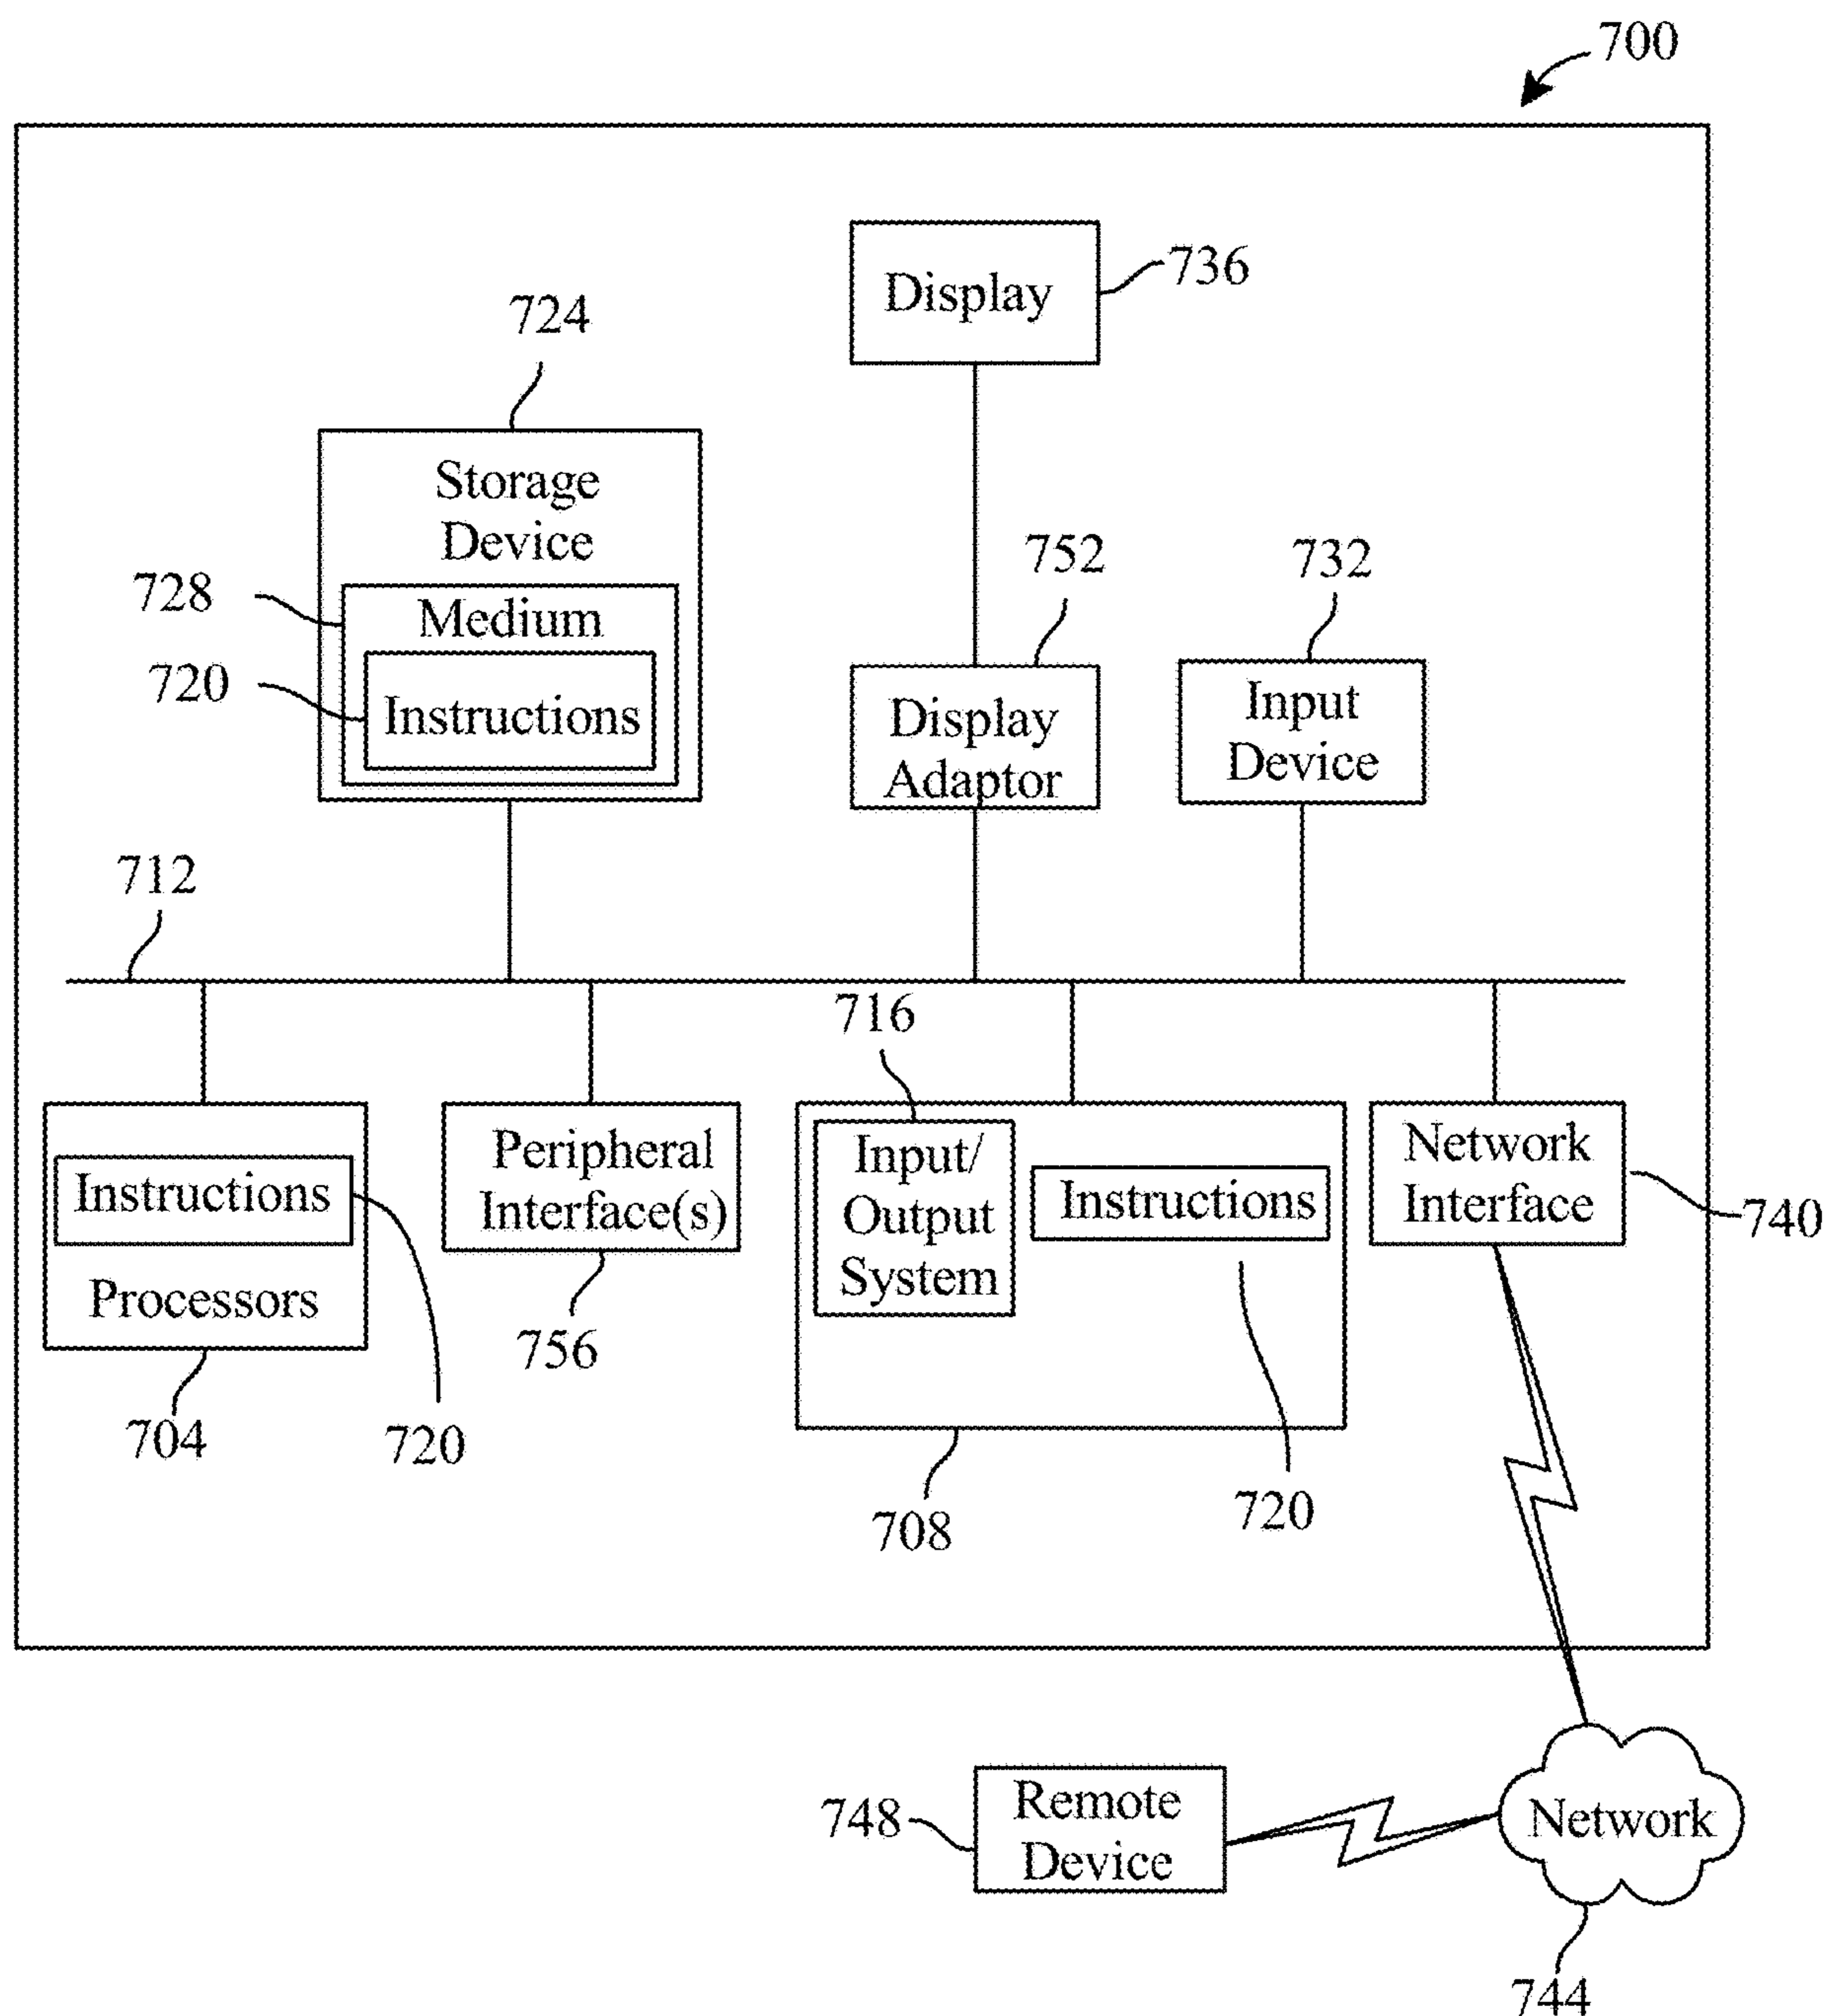 700
Display
736
724
Storage
Device
728
Medium
720
Instructions
752
Display
Adaptor
732
Input
Device
712
716
Instructions
Processors
704
720
Peripheral
Interface(s)
756
Input/
Output
System
Instructions
708
720
Network
Interface
740
748
Remote
Device
Network
744